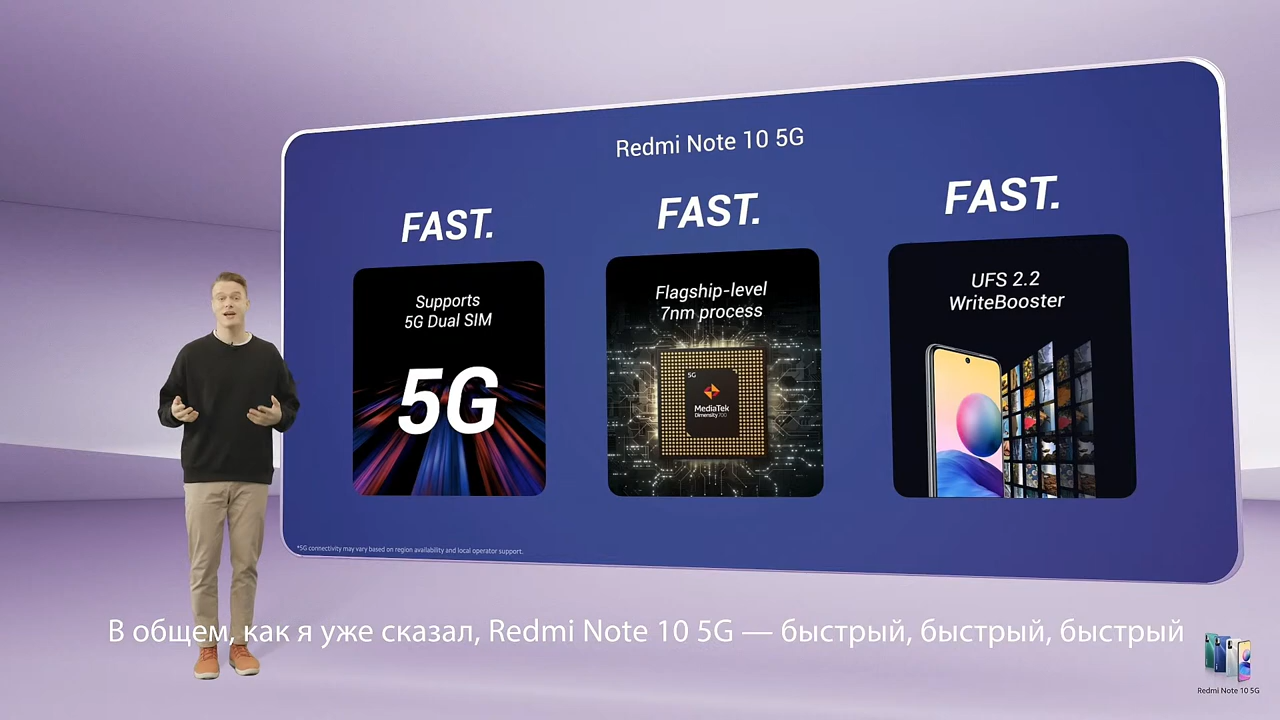 Redmi Note 10 5G
FAST.
Supports
5G Dual SIM
5G
FAST.
Flagship-level
7nm process
5G
MediaTek
Dimensity 700
FAST.
UFS 2.2
WriteBooster
*5G connectivity may vary based on region availability and local operator support.
В общем, как я уже сказал, Redmi Note 10 5G — быстрый, быстрый, быстрый
Redmi Note 10 5G